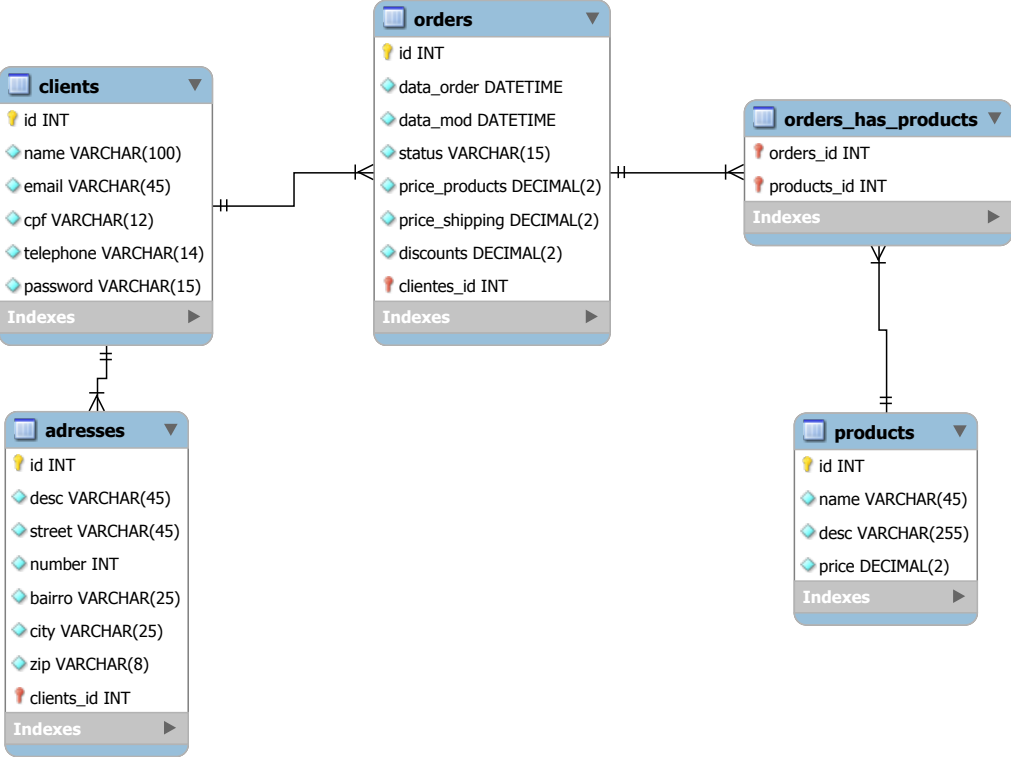 clients
id INT
name VARCHAR(100)
email VARCHAR(45)
cpf VARCHAR(12)
telephone VARCHAR(14)
password VARCHAR(15)
Indexes
orders
id INT
data_order DATETIME
data_mod DATETIME
status VARCHAR(15)
price_products DECIMAL(2)
price_shipping DECIMAL(2)
discounts DECIMAL(2)
clientes_id INT
Indexes
orders_has_products
orders_id INT
products_id INT
Indexes
adresses
id INT
desc VARCHAR(45)
street VARCHAR(45)
number INT
bairro VARCHAR(25)
city VARCHAR(25)
zip VARCHAR(8)
clients_id INT
Indexes
products
id INT
name VARCHAR(45)
desc VARCHAR(255)
price DECIMAL(2)
Indexes